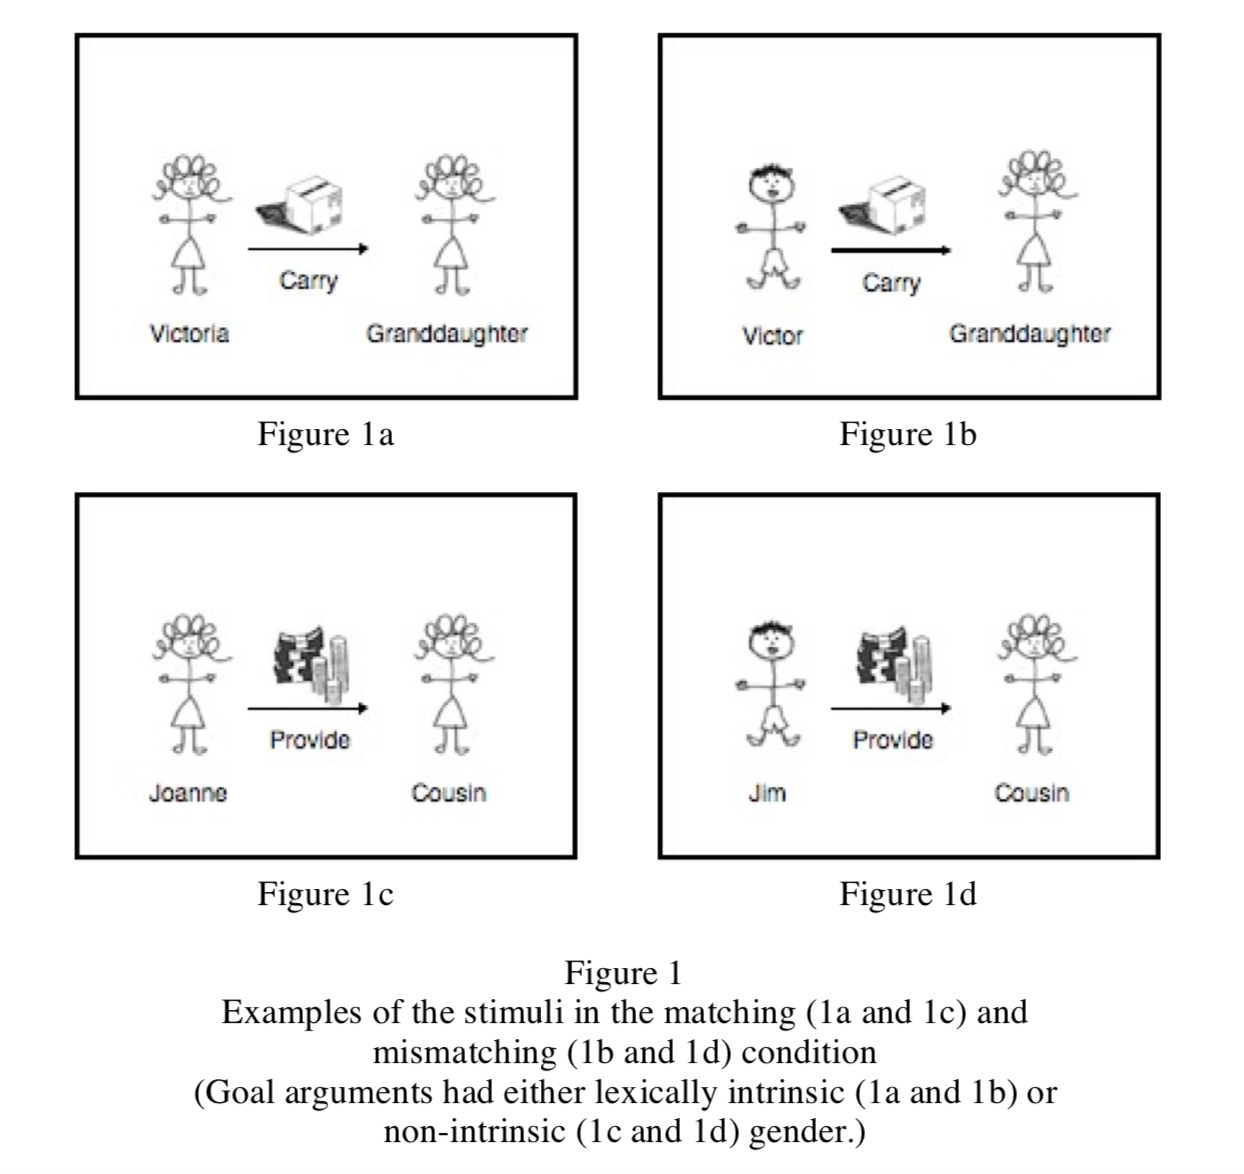 Carry
Victoria Granddaughter
Carry
Victor Granddaughter
Figure 1a Figure 1b
Provide
Joanne Cousin
Provide
Jim Cousin
Figure 1c Figure 1d
Figure 1
Examples of the stimuli in the matching (1a and 1c) and
mismatching (1b and 1d) condition
(Goal arguments had either lexically intrinsic (1a and 1b) or
non-intrinsic (1c and 1d) gender.)